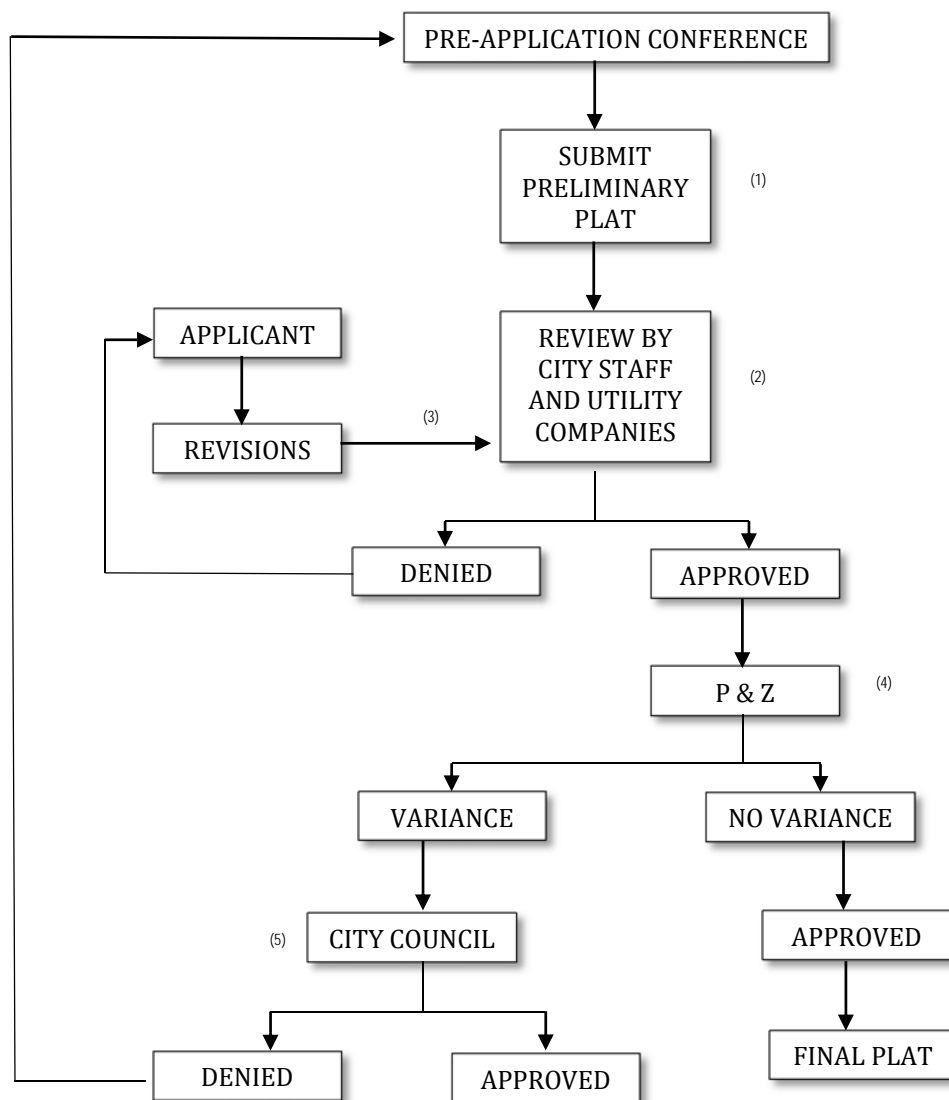 PRE-APPLICATION CONFERENCE
SUBMIT
PRELIMINARY
PLAT
(1)
APPLICANT
REVIEW BY
CITY STAFF
AND UTILITY
COMPANIES
(2)
REVISIONS
(3)
DENIED
APPROVED
P & Z
(4)
VARIANCE
NO VARIANCE
(5)
CITY COUNCIL
APPROVED
DENIED
APPROVED
FINAL PLAT